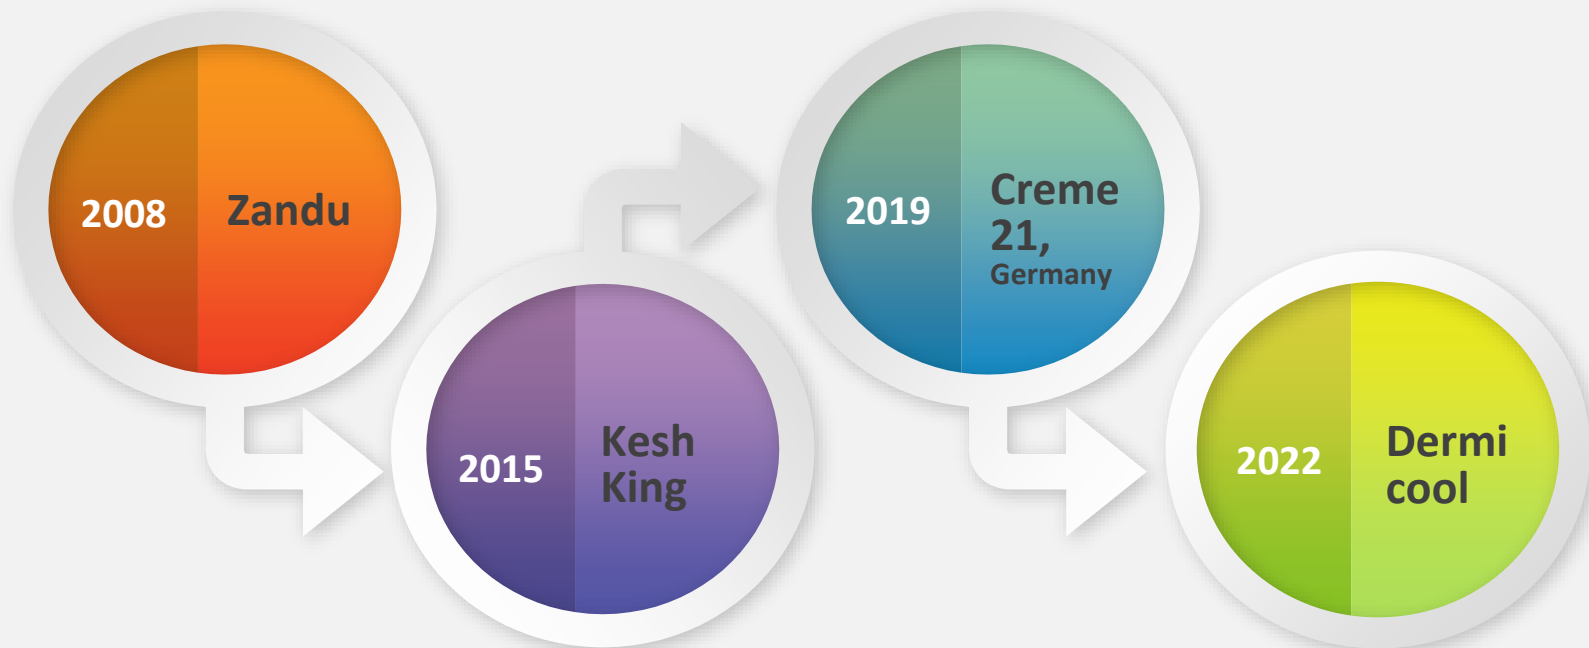 2008
Zandu
2015
Kesh
King
2019
Creme
21,
Germany
2022
Dermi
cool